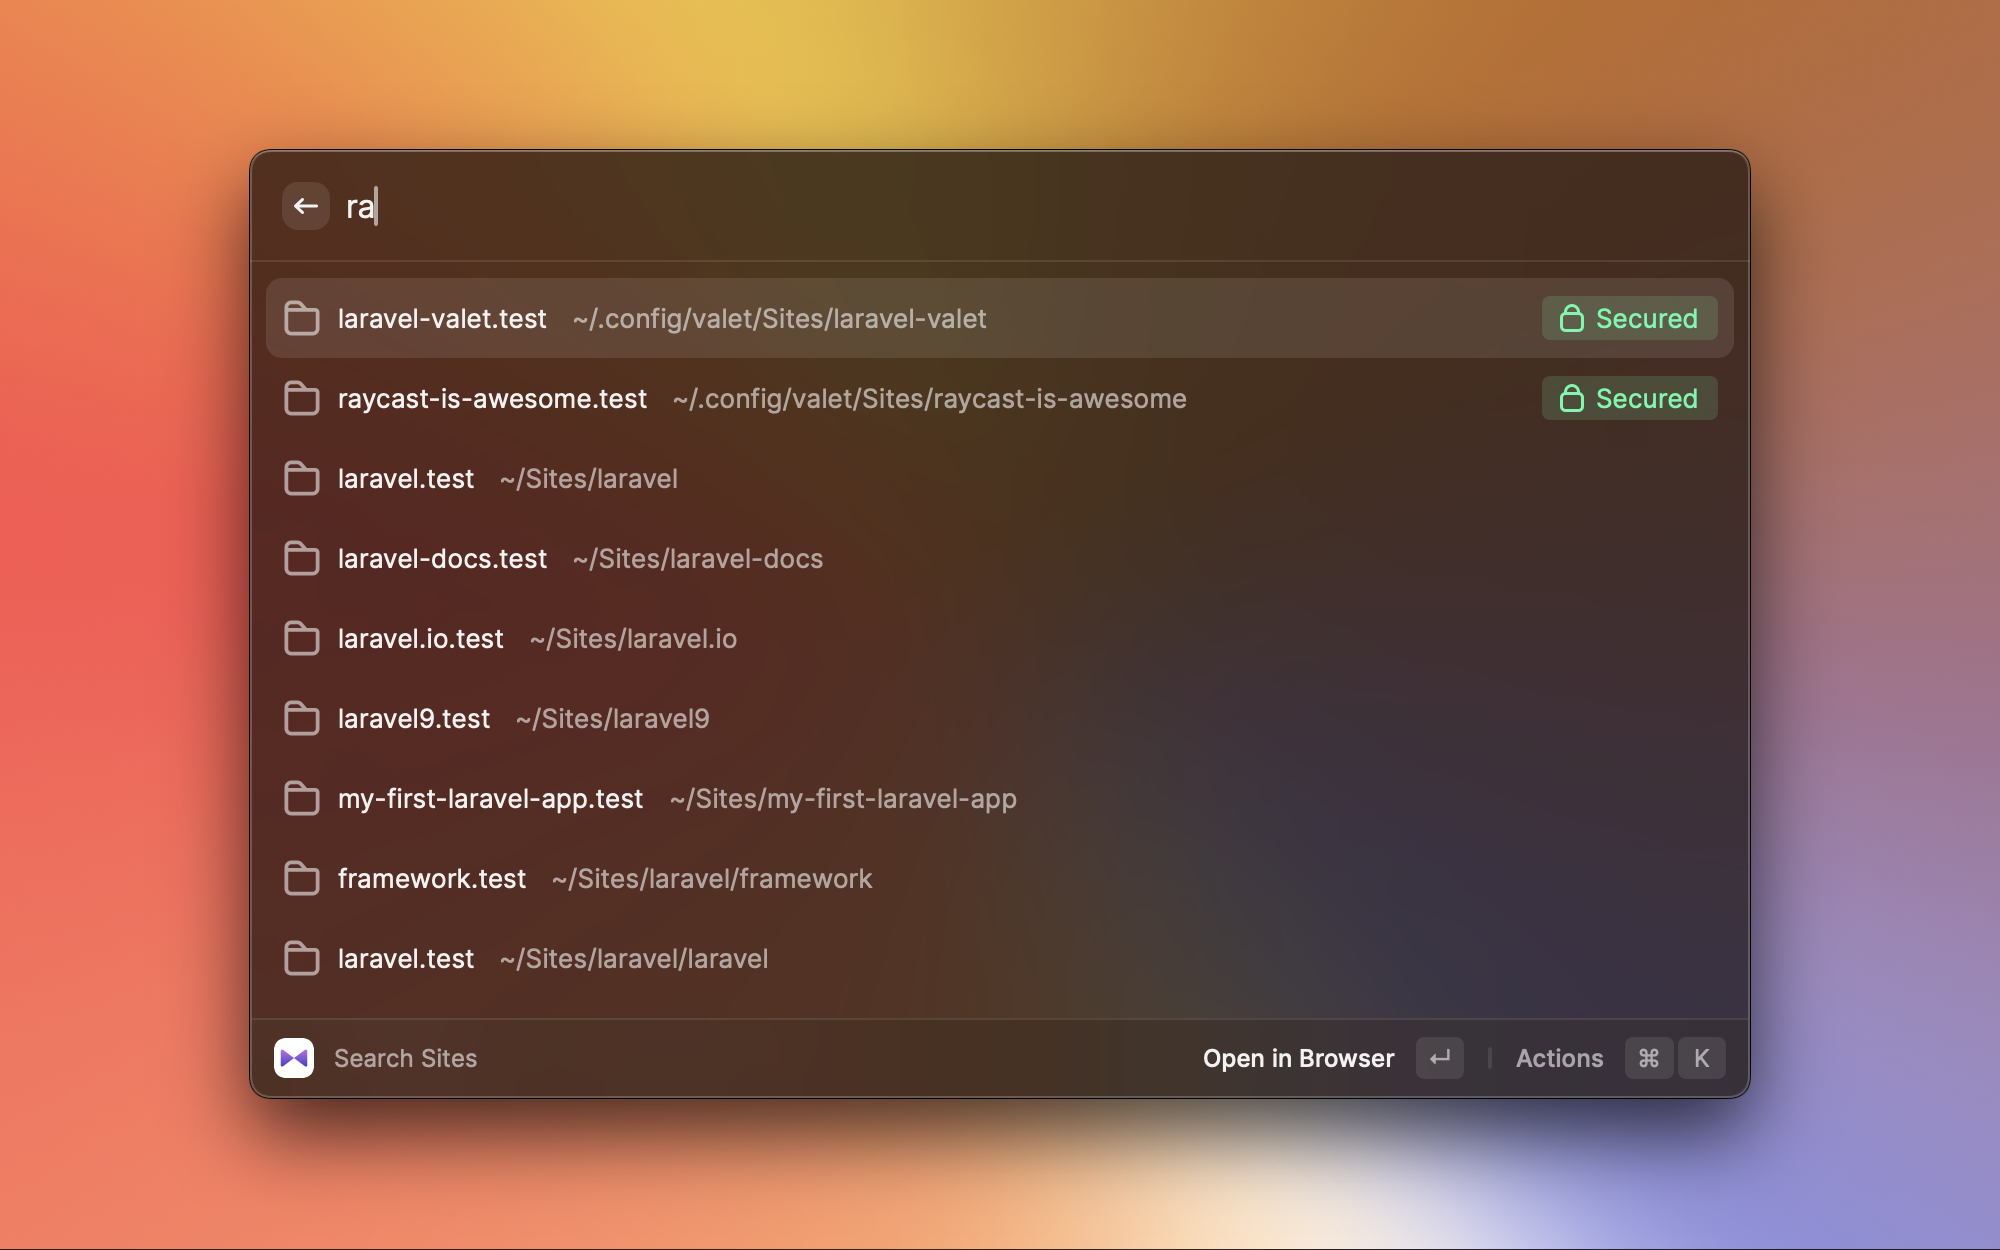 ra
laravel-valet.test ~/.config/valet/Sites/laravel-valet Secured
raycast-is-awesome.test ~/.config/valet/Sites/raycast-is-awesome Secured
laravel.test ~/Sites/laravel
laravel-docs.test ~/Sites/laravel-docs
laravel.io.test ~/Sites/laravel.io
laravel9.test ~/Sites/laravel9
my-first-laravel-app.test ~/Sites/my-first-laravel-app
framework.test ~/Sites/laravel/framework
laravel.test ~/Sites/laravel/laravel
Search Sites Open in Browser ↵ | Actions ⌘ K